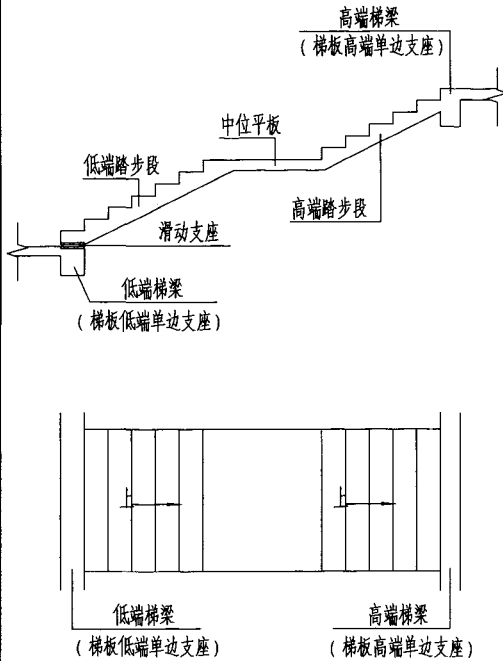 高端梯梁
(梯板高端单边支座)
中位平板
低端踏步段
高端踏步段
滑动支座
低端梯梁
(梯板低端单边支座)
上
上
低端梯梁
(梯板低端单边支座)
高端梯梁
(梯板高端单边支座)